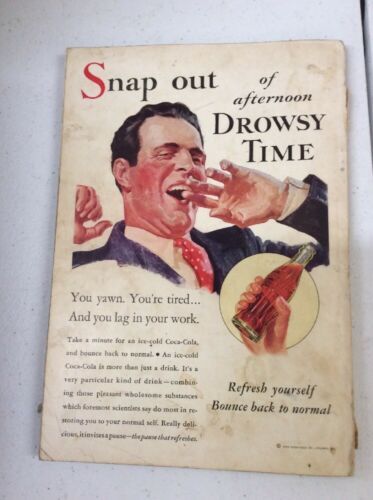 Snap out of
afternoon
DROWSY
TIME
You yawn. You're tired...
And you lag in your work.
Take a minute for an ice-cold Coca-Cola,
and bounce back to normal. • An ice-cold
Coca-Cola is more than just a drink. It's a
very particular kind of drink—combin-
ing those pleasant wholesome substances
which foremost scientists say do most in re-
storing you to your normal self. Really deli-
cious, it invites a pause—the pause that refreshes.
Refresh yourself
Bounce back to normal